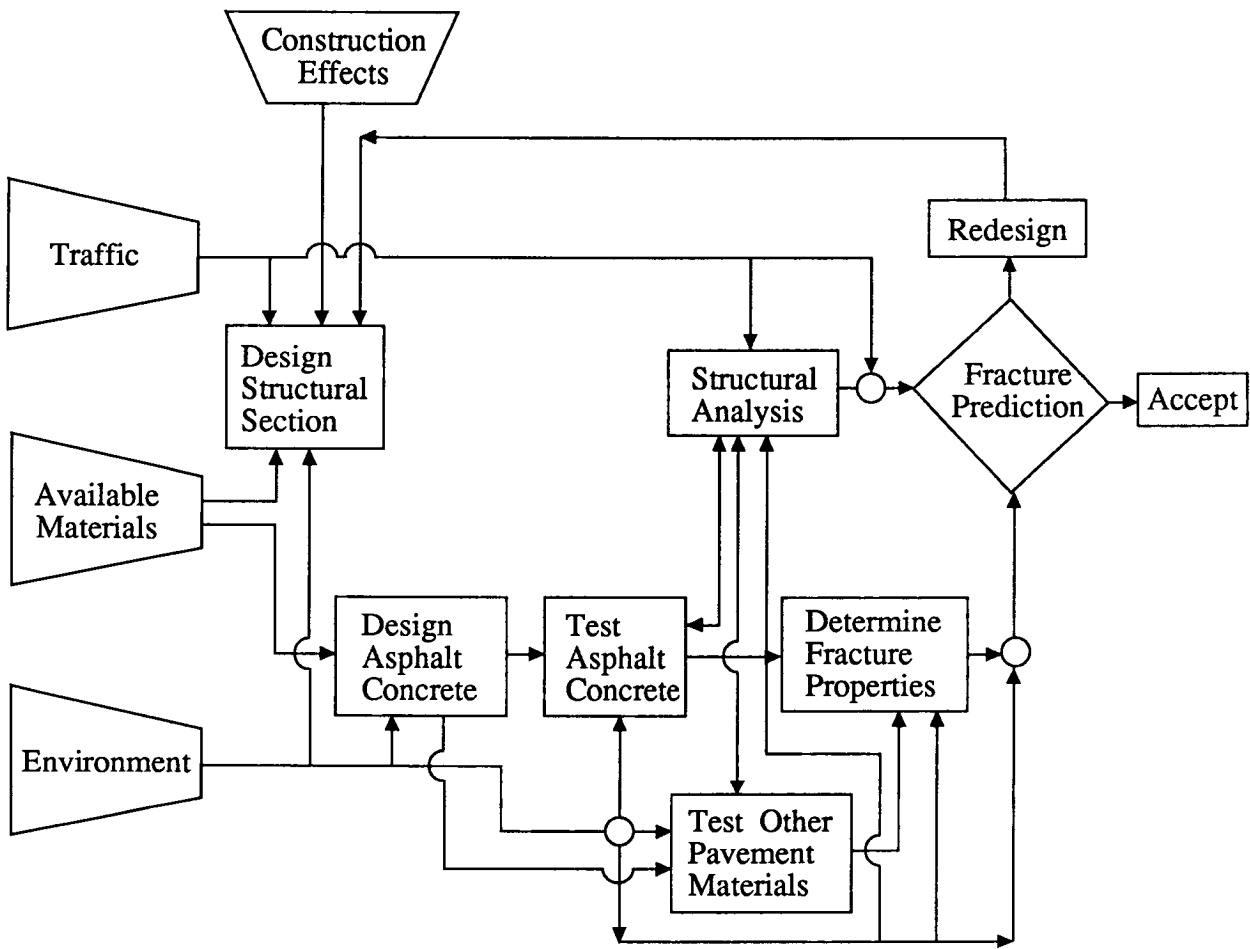 Construction
Effects
Traffic
Redesign
Design
Structural
Section
Structural
Analysis
Fracture
Prediction
Accept
Available
Materials
Design
Asphalt
Concrete
Test
Asphalt
Concrete
Determine
Fracture
Properties
Environment
Test Other
Pavement
Materials